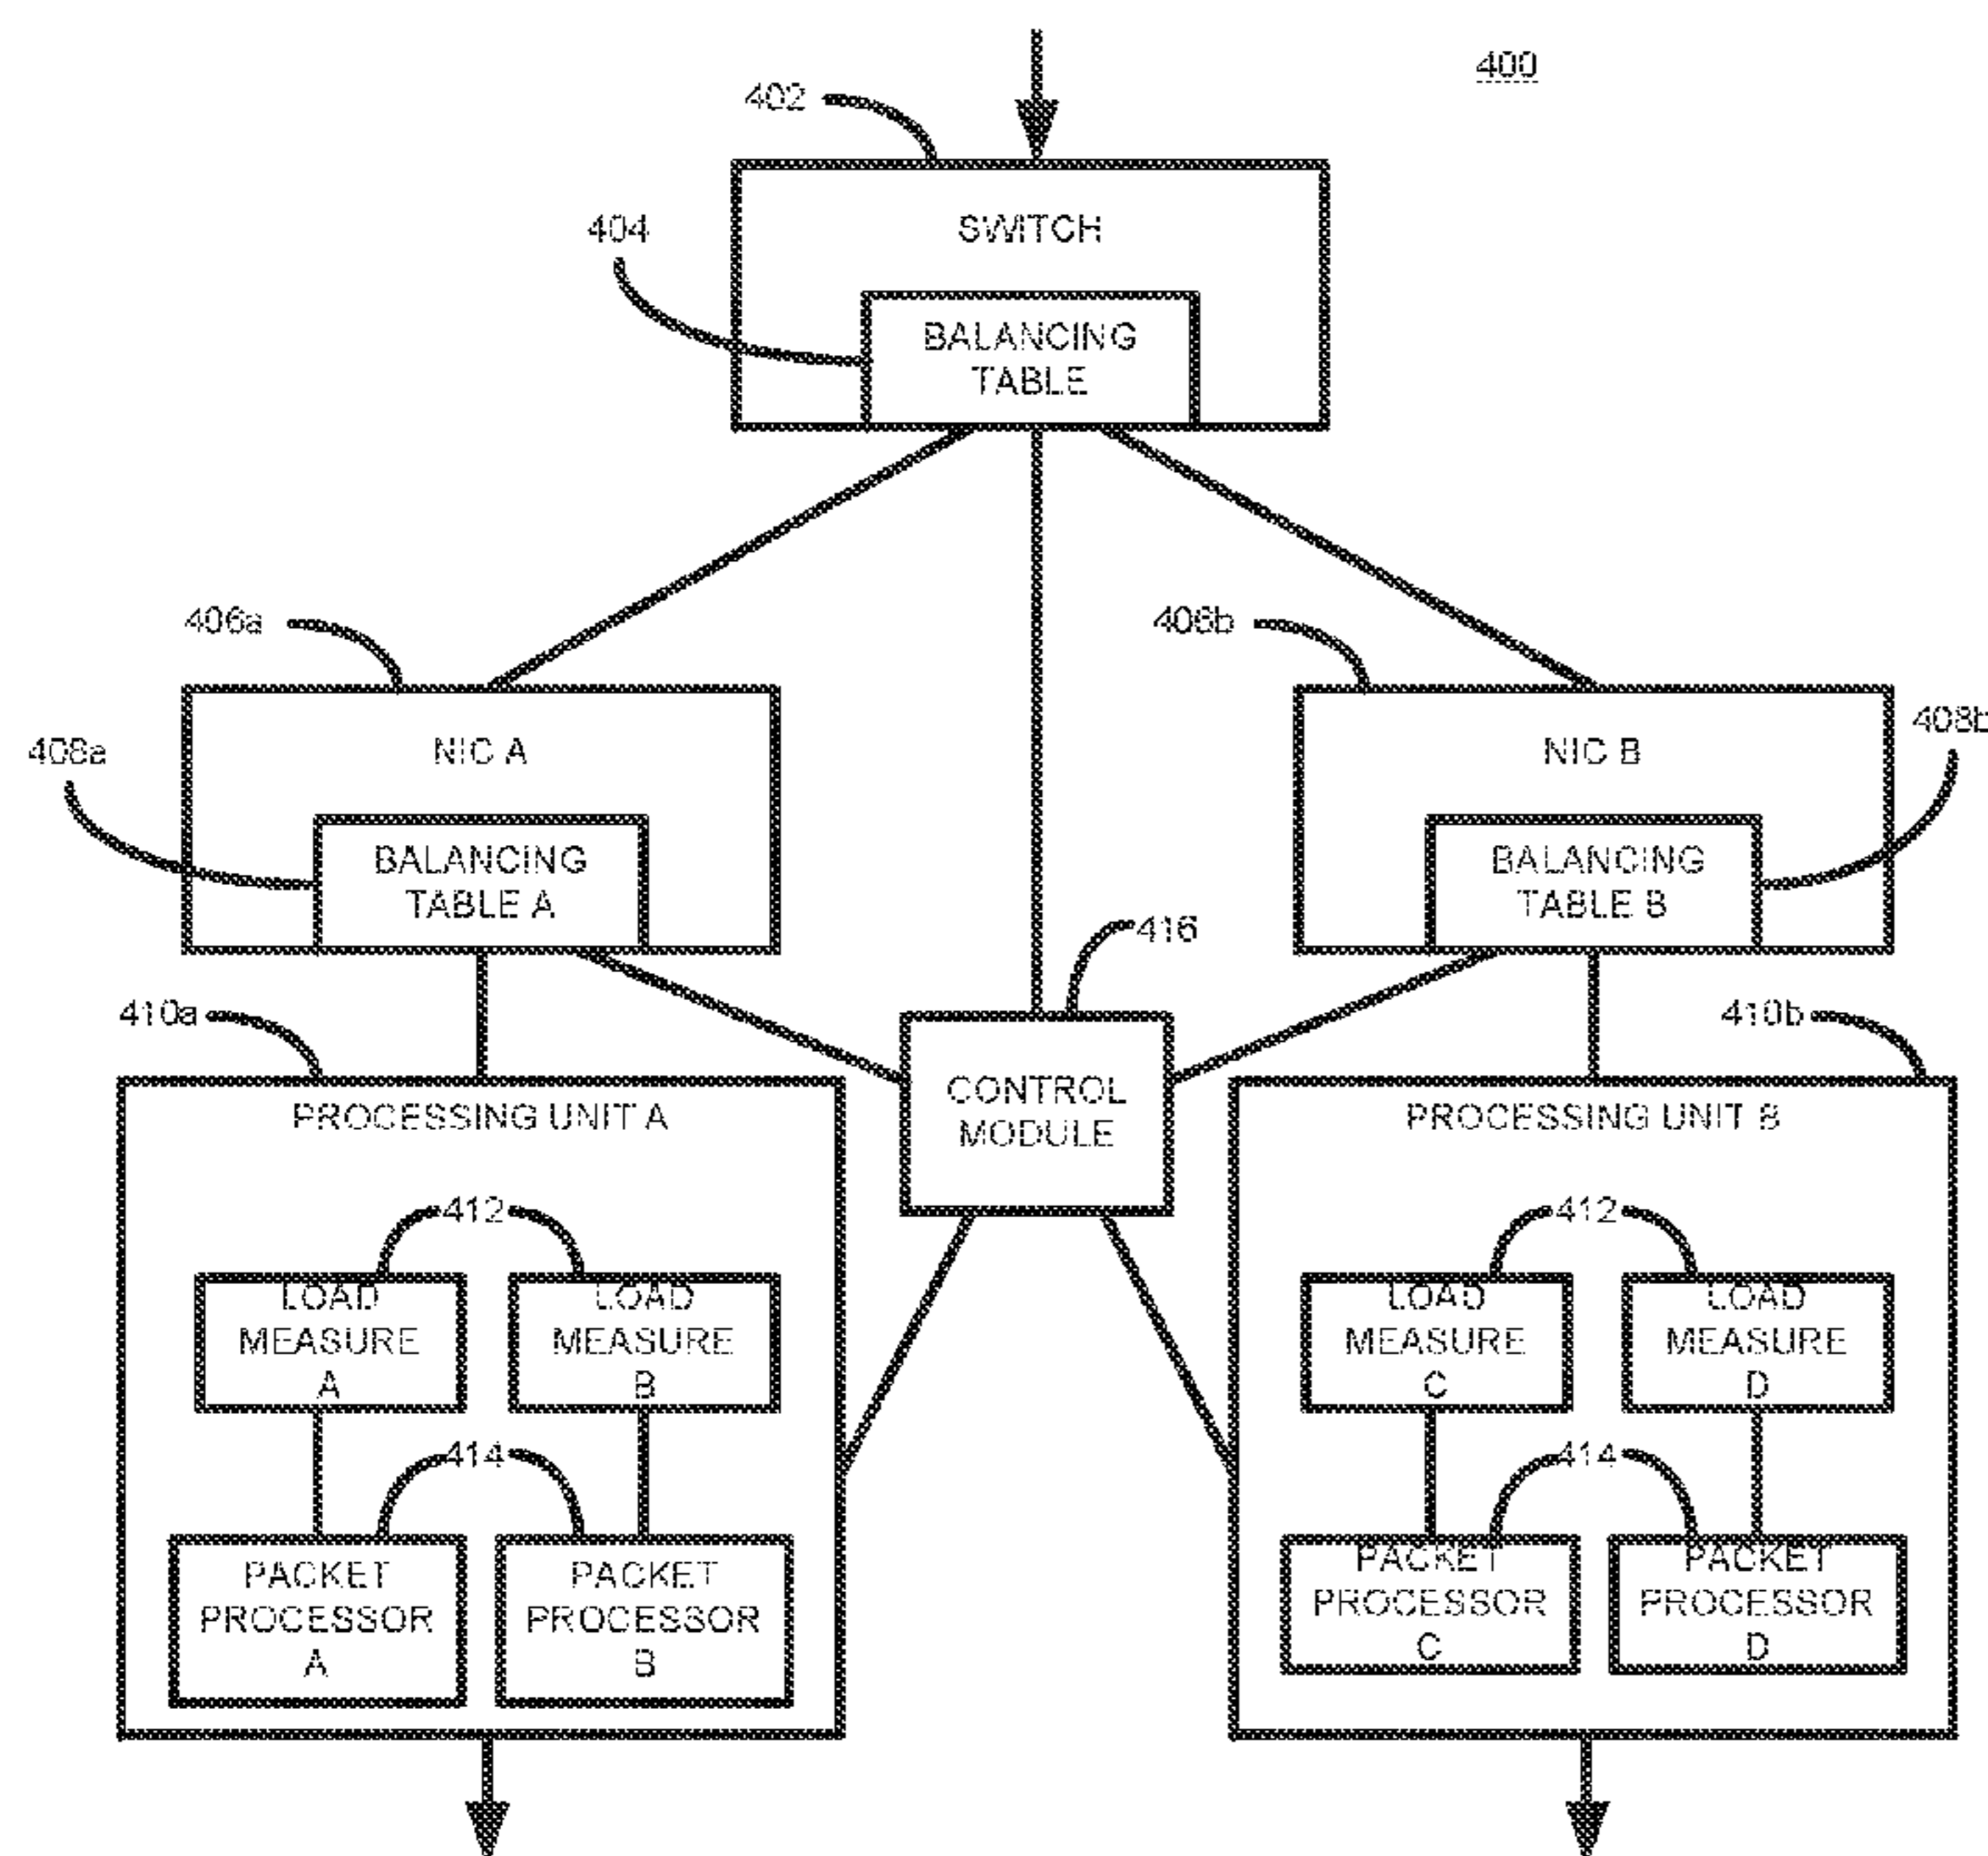 400
402
SWITCH
404
BALANCING
TABLE
406a
406b
NIC A
NIC B
408a
408b
BALANCING
TABLE A
BALANCING
TABLE B
416
410a
410b
CONTROL
MODULE
PROCESSING UNIT A
PROCESSING UNIT B
412
412
LOAD
MEASURE
A
LOAD
MEASURE
B
LOAD
MEASURE
C
LOAD
MEASURE
D
414
414
PACKET
PROCESSOR
A
PACKET
PROCESSOR
B
PACKET
PROCESSOR
C
PACKET
PROCESSOR
D